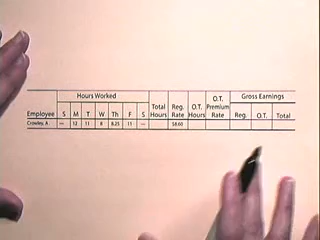 Hours Worked Gross Earnings
Employee S M T W Th F S Total Hours Reg. Rate O.T. Hours O.T. Premium Rate Reg. O.T. Total
Crowley, A. — 12 11 8 8.25 11 — $8.60